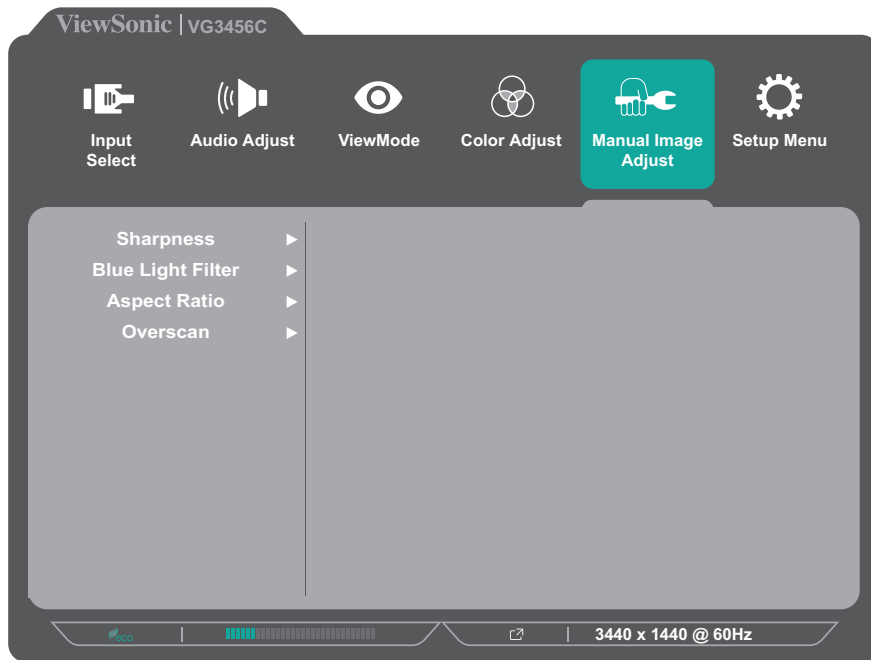 ViewSonic | VG3456C
Input Select
Audio Adjust
ViewMode
Color Adjust
Manual Image Adjust
Setup Menu
Sharpness ▶
Blue Light Filter ▶
Aspect Ratio ▶
Overscan ▶
eco
3440 x 1440 @ 60Hz